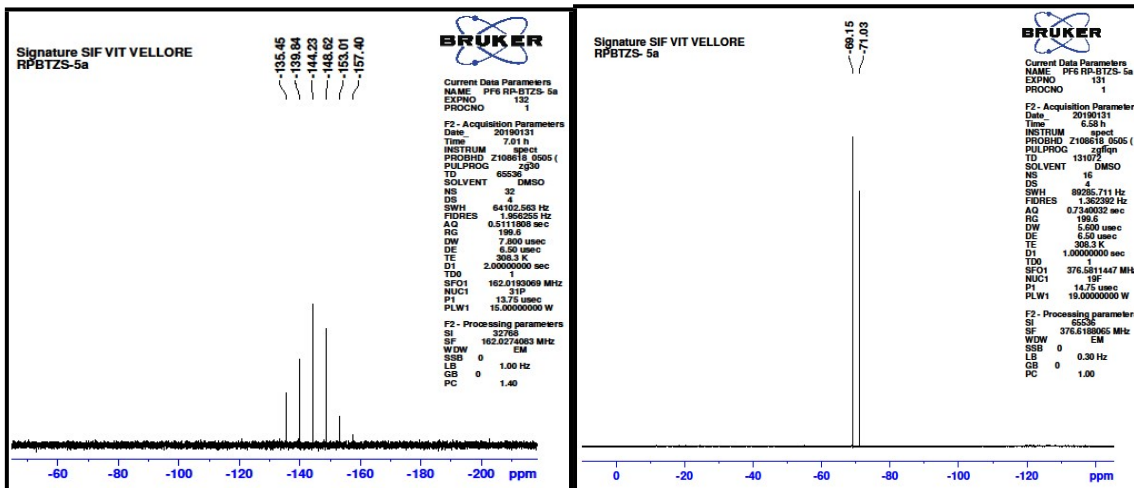 Signature SIF VIT VELLORE
RPBTZS-5a
-135.45
-139.84
-144.23
-148.62
-153.01
-157.40
BRUKER
Current Data Parameters
NAME PF6 RP-BTZS- 5a
EXPNO 132
PROCNO 1
F2 - Acquisition Parameters
Date_ 20190131
Time 7.01 h
INSTRUM spect
PROBHD Z108618_0505 (
PULPROG zg30
TD 65536
SOLVENT DMSO
NS 32
DS 4
SWH 64102.563 Hz
FIDRES 1.956255 Hz
AQ 0.5111808 sec
RG 199.6
DW 7.800 usec
DE 6.50 usec
TE 308.3 K
D1 2.00000000 sec
TD0 1
SFO1 162.0193069 MHz
NUC1 31P
P1 13.75 usec
PLW1 15.00000000 W
F2 - Processing parameters
SI 32768
SF 162.0274083 MHz
WDW EM
SSB 0
LB 1.00 Hz
GB 0
PC 1.40
-60 -80 -100 -120 -140 -160 -180 -200 ppm
Signature SIF VIT VELLORE
RPBTZS- 5a
-69.15
-71.03
BRUKER
Current Data Parameters
NAME PF6 RP-BTZS- 5a
EXPNO 131
PROCNO 1
F2 - Acquisition Parameter
Date_ 20190131
Time 6.58 h
INSTRUM spect
PROBHD Z108618_0505 (
PULPROG zgflqn
TD 131072
SOLVENT DMSO
NS 16
DS 4
SWH 89285.711 Hz
FIDRES 1.362392 Hz
AQ 0.7340032 sec
RG 199.6
DW 5.600 usec
DE 6.50 usec
TE 308.3 K
D1 1.00000000 sec
TD0 1
SFO1 376.5811447 MHz
NUC1 19F
P1 14.75 usec
PLW1 19.00000000 W
F2 - Processing parameter
SI 65536
SF 376.6188065 MHz
WDW EM
SSB 0
LB 0.30 Hz
GB 0
PC 1.00
0 -20 -40 -60 -80 -100 -120 ppm